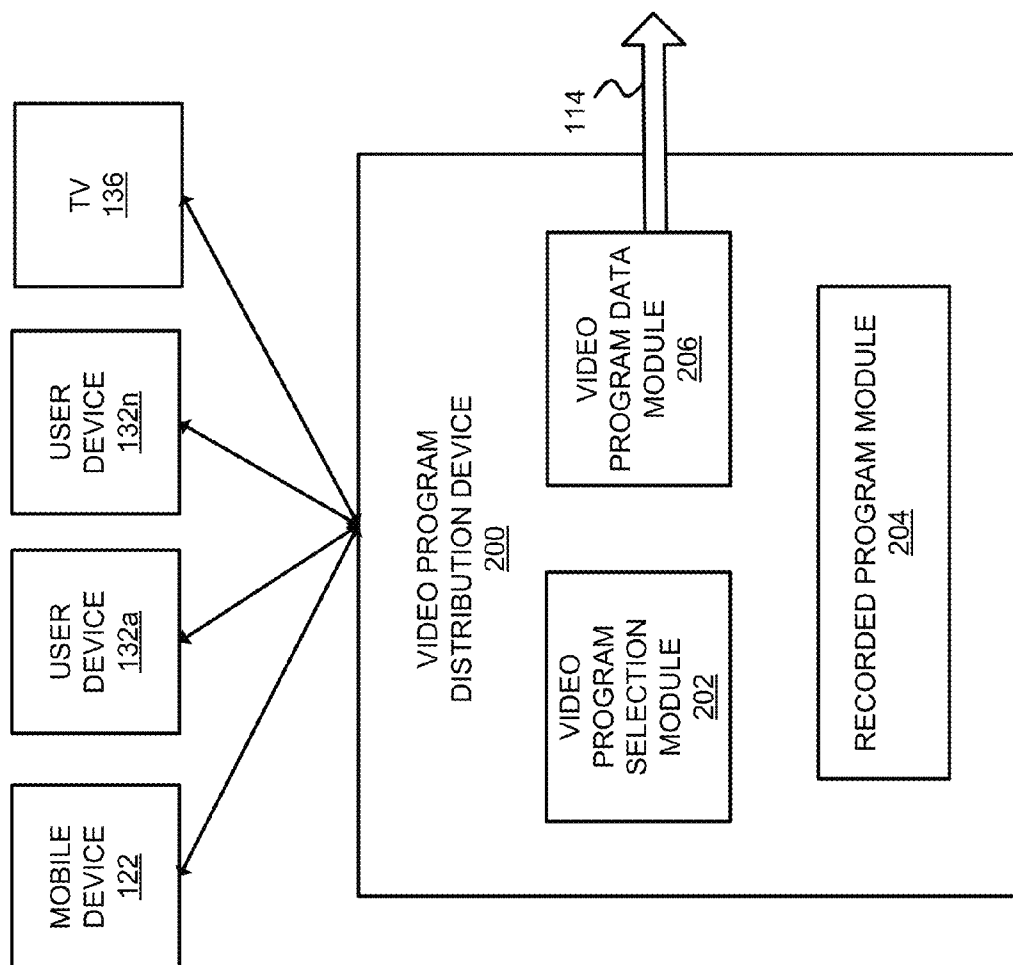 MOBILE
DEVICE
122
USER
DEVICE
132a
USER
DEVICE
132n
TV
136
VIDEO PROGRAM
DISTRIBUTION DEVICE
200
VIDEO
PROGRAM
SELECTION
MODULE
202
VIDEO
PROGRAM DATA
MODULE
206
114
RECORDED PROGRAM MODULE
204